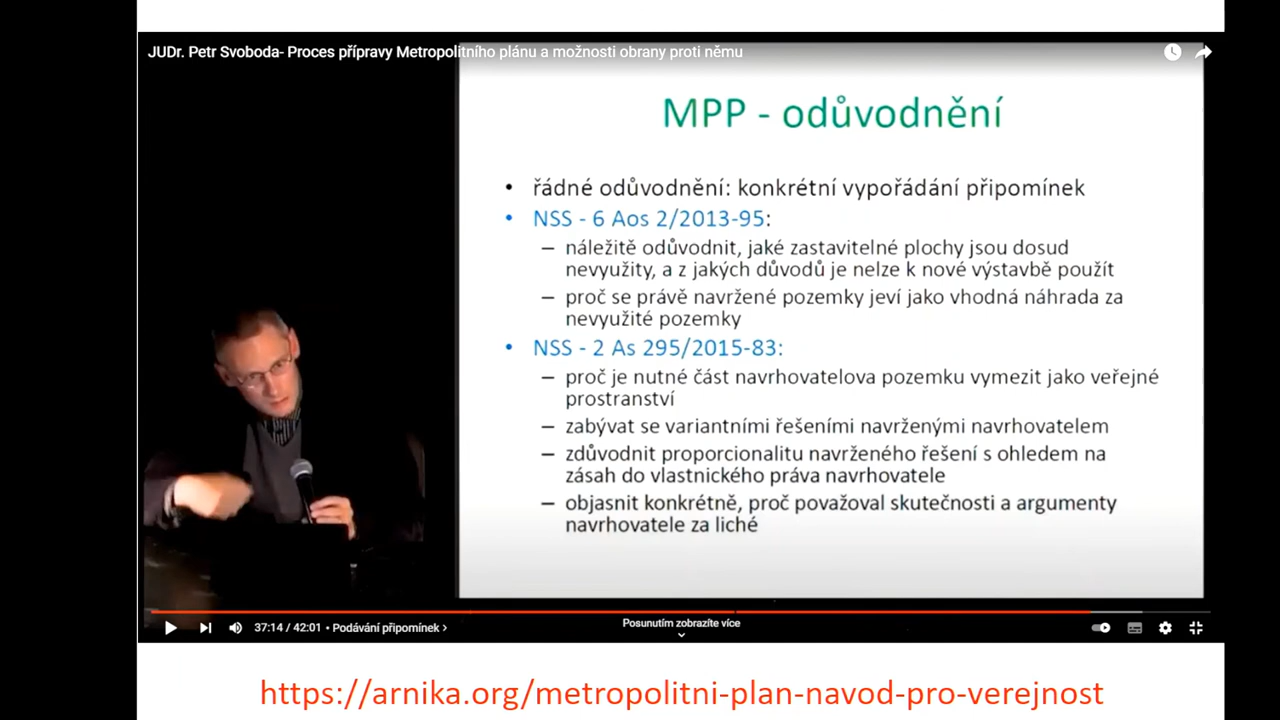 JUDr. Petr Svoboda- Proces přípravy Metropolitního plánu a možnosti obrany proti němu
MPP - odůvodnění
• řádné odůvodnění: konkrétní vypořádání připomínek
• NSS - 6 Aos 2/2013-95:
– náležitě odůvodnit, jaké zastavitelné plochy jsou dosud
nevyužity, a z jakých důvodů je nelze k nové výstavbě použít
– proč se právě navržené pozemky jeví jako vhodná náhrada za
nevyužité pozemky
• NSS - 2 As 295/2015-83:
– proč je nutné část navrhovatelova pozemku vymezit jako veřejné
prostranství
– zabývat se variantními řešeními navrženými navrhovatelem
– zdůvodnit proporcionalitu navrženého řešení s ohledem na
zásah do vlastnického práva navrhovatele
– objasnit konkrétně, proč považoval skutečnosti a argumenty
navrhovatele za liché
37:14 / 42:01 • Podávání připomínek ›
Posunutím zobrazíte více
https://arnika.org/metropolitni-plan-navod-pro-verejnost